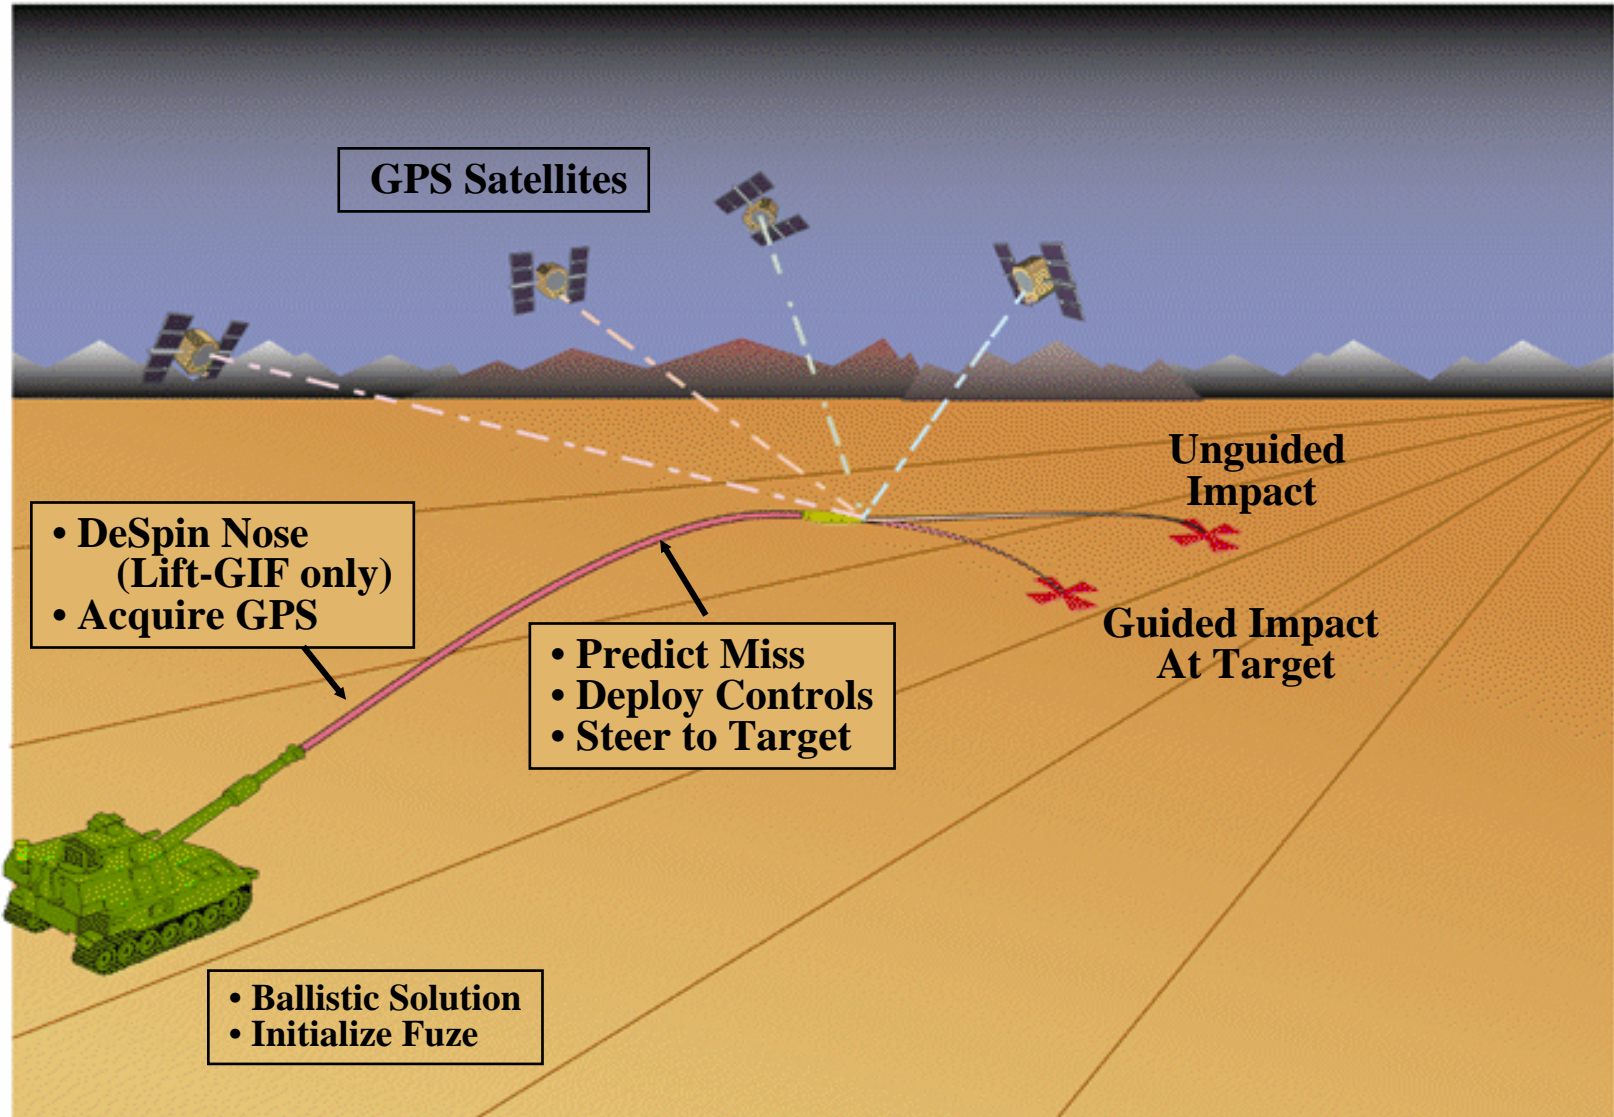 GPS Satellites
Unguided
Impact
• DeSpin Nose
(Lift-GIF only)
• Acquire GPS
Guided Impact
At Target
• Predict Miss
• Deploy Controls
• Steer to Target
• Ballistic Solution
• Initialize Fuze